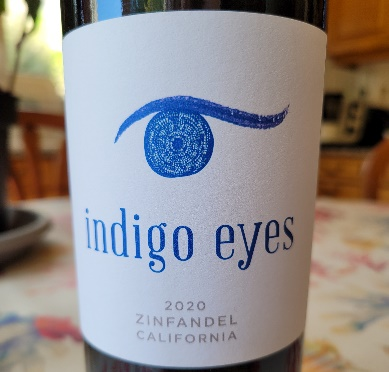 indigo eyes
2020
ZINFANDEL
CALIFORNIA